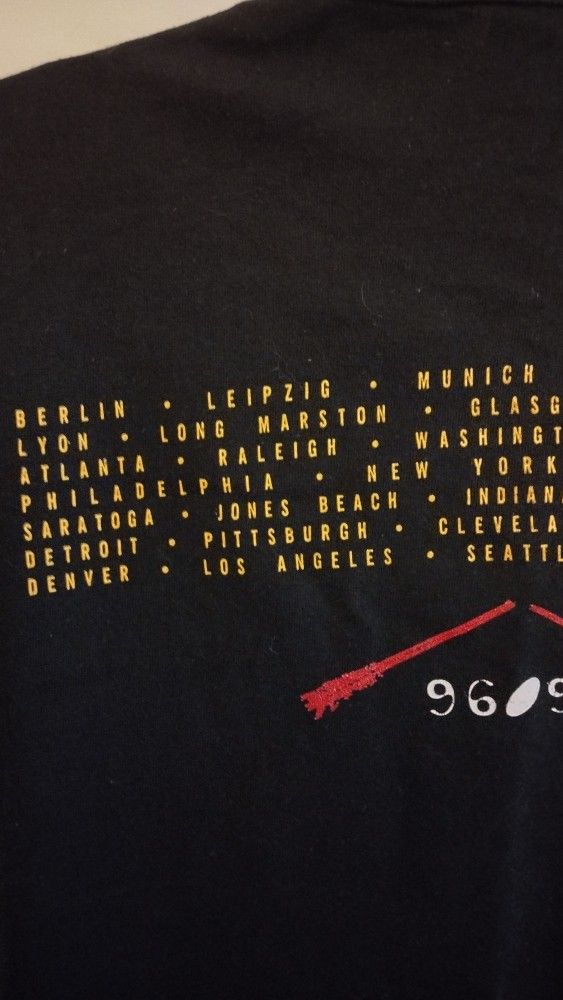 BERLIN • LEIPZIG • MUNICH
LYON • LONG MARSTON • GLASG
ATLANTA • RALEIGH • WASHINGT
PHILADELPHIA • NEW YORK
SARATOGA • JONES BEACH • INDIANA
DETROIT • PITTSBURGH • CLEVELA
DENVER • LOS ANGELES • SEATTL
96 9